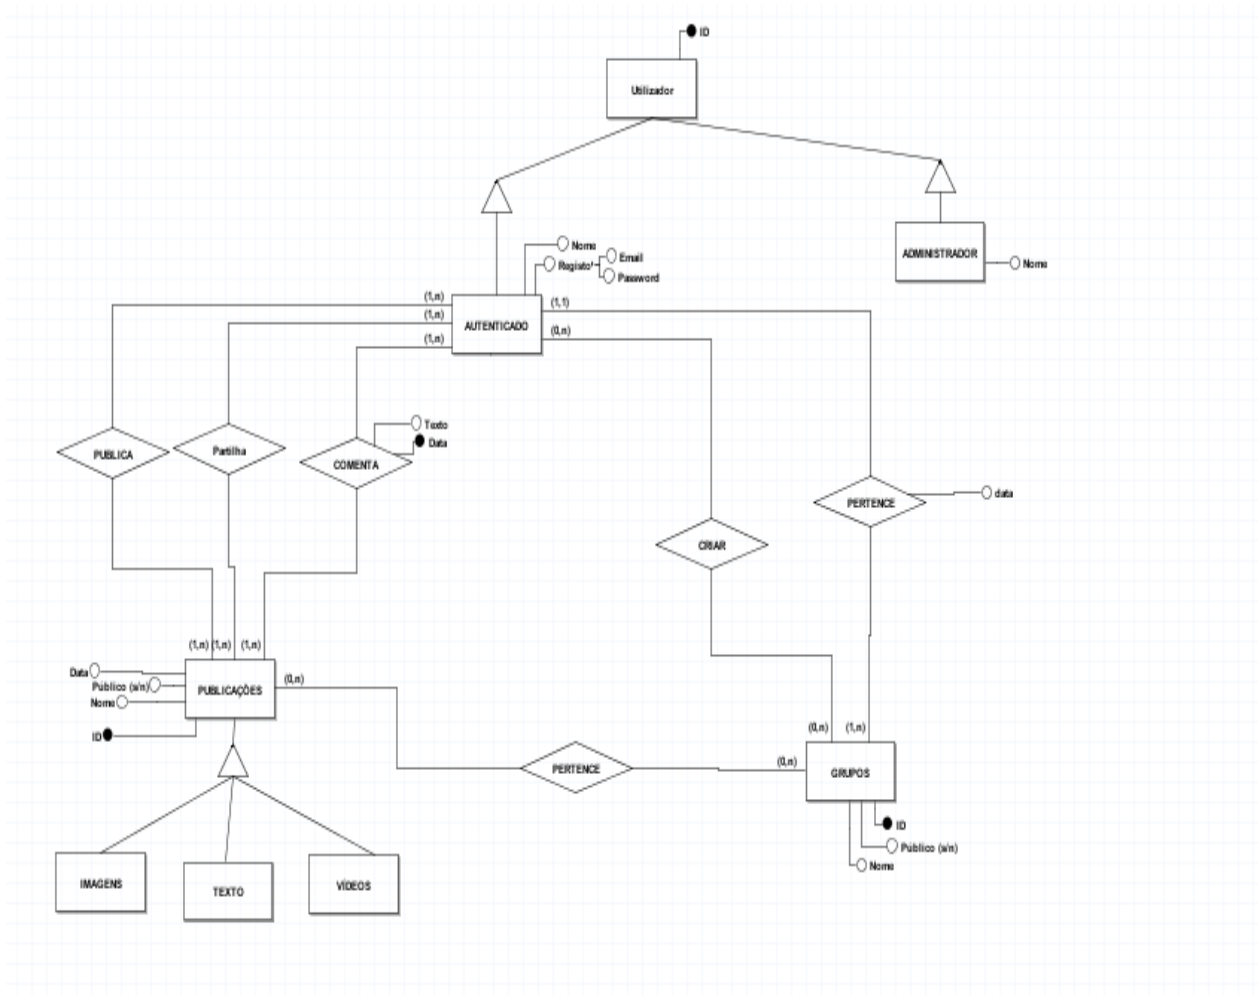 ID
Utilizador
ADMINISTRADOR
Nome
Nome
Registo'
Email
Password
AUTENTICADO
(1,n)
(1,n)
(1,n)
(1,1)
(0,n)
PUBLICA
Partilha
COMENTA
Texto
Data
CRIAR
PERTENCE
data
(1,n)
(1,n)
(1,n)
Data
Público (s/n)
Nome
ID
PUBLICAÇÕES
(0,n)
PERTENCE
(0,n)
(0,n)
(1,n)
GRUPOS
ID
Público (s/n)
Nome
IMAGENS
TEXTO
VÍDEOS